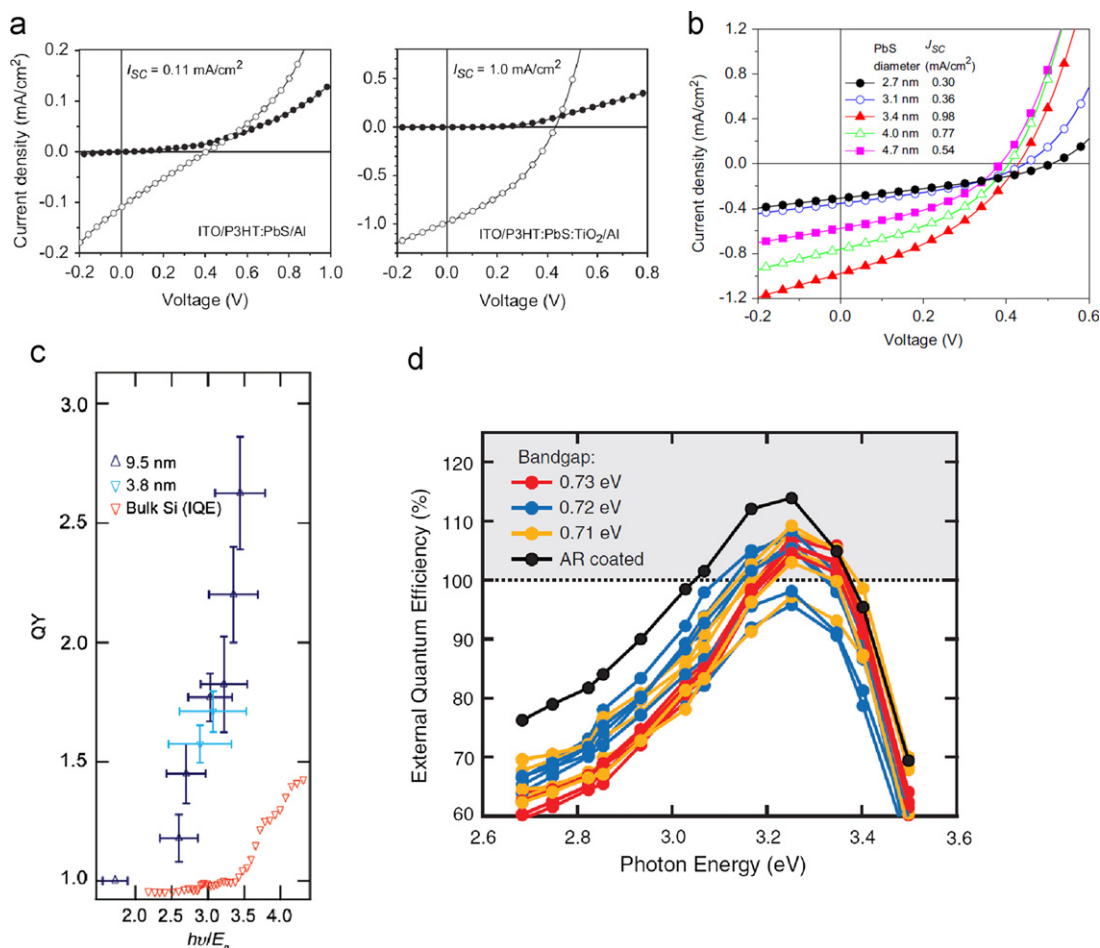 a
Current density (mA/cm²)
0.2
0.1
0.0
-0.1
0.2
I_SC = 0.11 mA/cm²
ITO/P3HT:PbS/Al
0.0 0.2 0.4 0.6 0.8 1.0
Voltage (V)
0.5
0.0
-0.5
-1.0
I_SC = 1.0 mA/cm²
ITO/P3HT:PbS:TiO₂/Al
0.0 0.2 0.4 0.6 0.8
Voltage (V)
b
Current density (mA/cm²)
1.2
0.8
0.4
0.0
-0.4
-0.8
-1.2
PbS J_SC
diameter (mA/cm²)
2.7 nm 0.30
3.1 nm 0.36
3.4 nm 0.98
4.0 nm 0.77
4.7 nm 0.54
-0.2 0.0 0.2 0.4 0.6
Voltage (V)
c
QY
3.0
2.5
2.0
1.5
1.0
9.5 nm
3.8 nm
Bulk Si (IQE)
2.0 2.5 3.0 3.5 4.0
hυ/E
d
External Quantum Efficiency (%)
120
110
100
90
80
70
60
Bandgap:
0.73 eV
0.72 eV
0.71 eV
AR coated
2.6 2.8 3.0 3.2 3.4 3.6
Photon Energy (eV)